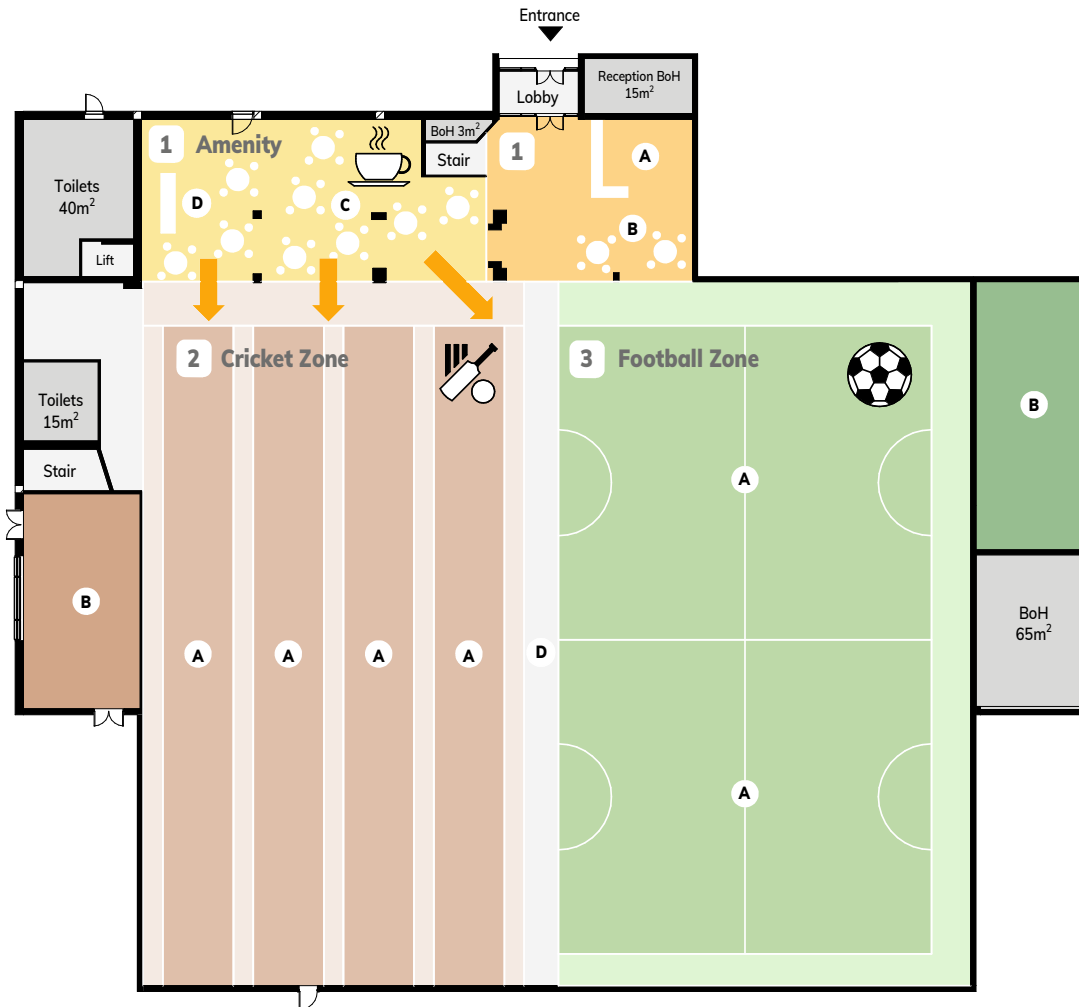 Entrance
Reception BoH
15m²
Lobby
BoH 3m²
1 Amenity
1
Stair
A
Toilets
40m²
D
C
B
Lift
2 Cricket Zone
3 Football Zone
Toilets
15m²
B
Stair
A
B
BoH
65m²
A
A
A
A
D
A